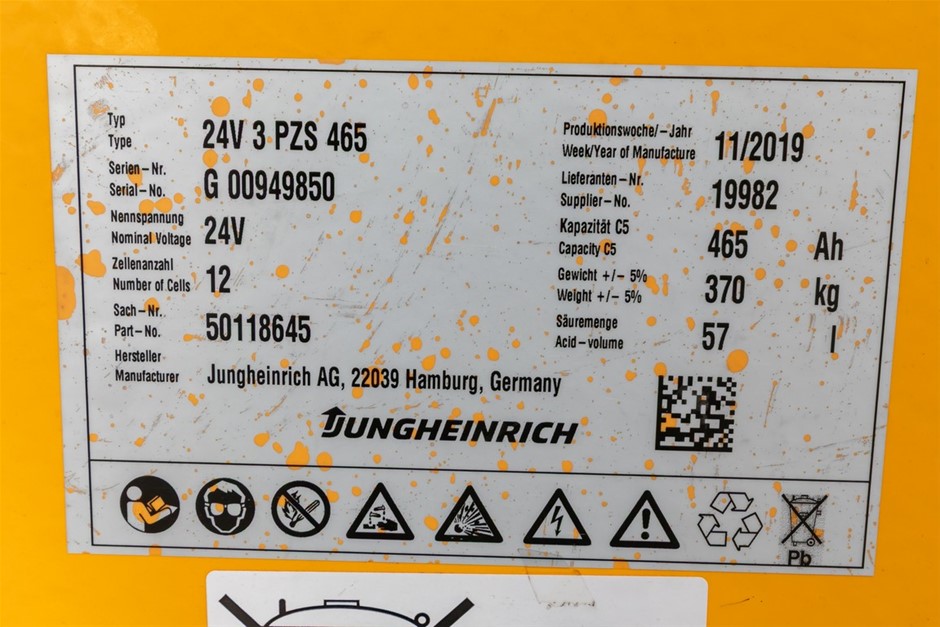 Typ
Type 24V 3 PZS 465
Serien-Nr.
Serial-No. G 00949850
Nennspannung
Nominal Voltage 24V
Zellenanzahl
Number of Cells 12
Sach-Nr.
Part-No. 50118645
Hersteller
Manufacturer Jungheinrich AG, 22039 Hamburg, Germany
Produktionswoche/-Jahr
Week/Year of Manufacture 11/2019
Lieferanten-Nr.
Supplier-No. 19982
Kapazität C5
Capacity C5 465 Ah
Gewicht +/- 5%
Weight +/- 5% 370 kg
Säuremenge
Acid-volume 57 l
JUNGHEINRICH
Pb